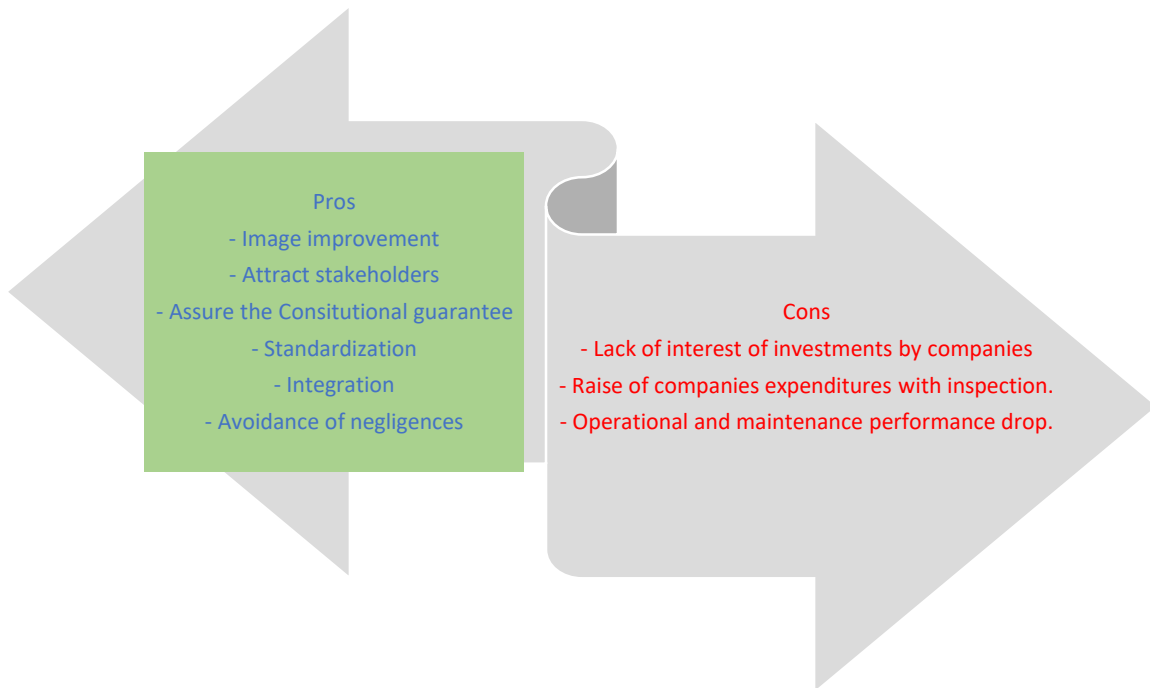 Pros
- Image improvement
- Attract stakeholders
- Assure the Consitutional guarantee
- Standardization
- Integration
- Avoidance of negligences
Cons
- Lack of interest of investments by companies
- Raise of companies expenditures with inspection.
- Operational and maintenance performance drop.